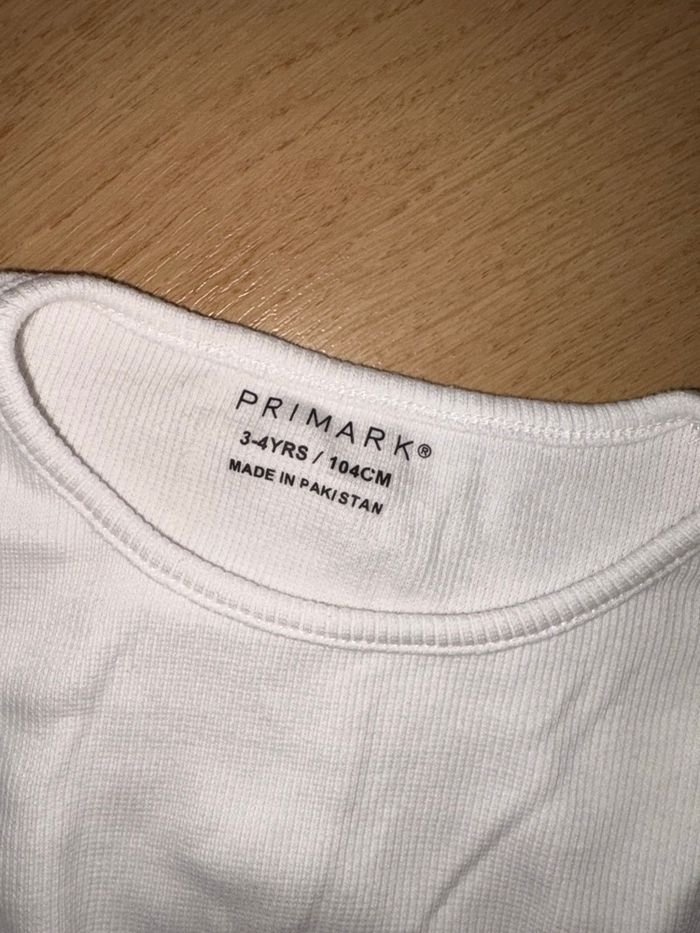 PRIMARK®
3-4YRS / 104CM
MADE IN PAKISTAN